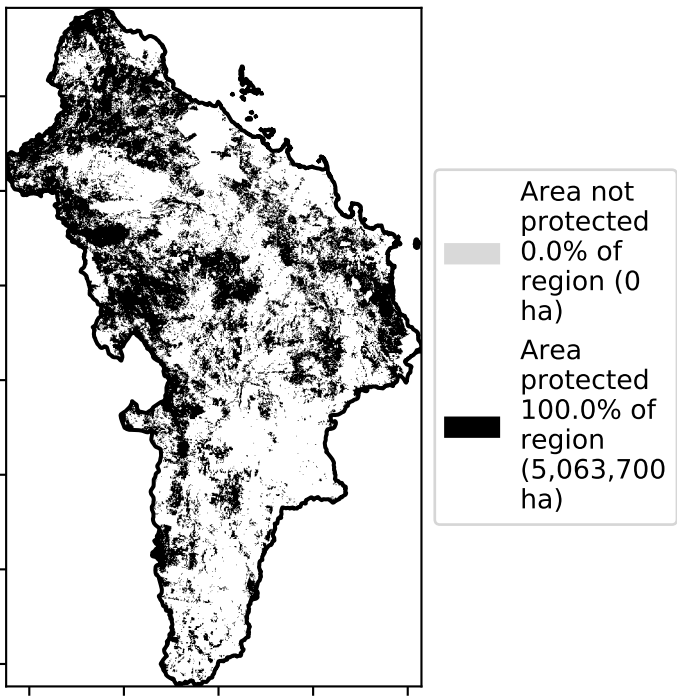 Area not
protected
0.0% of
region (0
ha)
Area
protected
100.0% of
region
(5,063,700
ha)